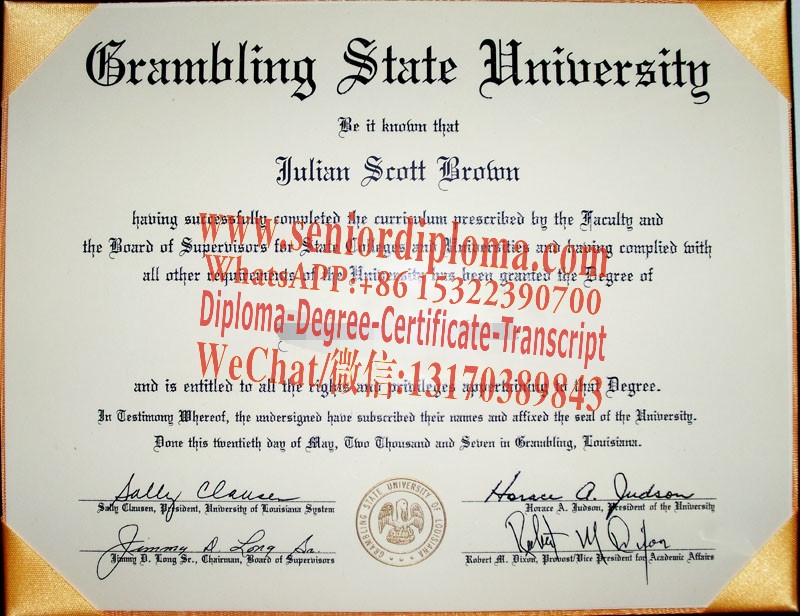 Grambling State University
Be it known that
Julian Scott Brown
having successfully completed the curriculum prescribed by the Faculty and
www.seniordiploma.com
the Board of Supervisors for State Colleges and Universities and having complied with
WhatsAPP:+86 15322390700
all other requirements of the University has been granted the Degree of
Diploma-Degree-Certificate-Transcript
WeChat/微信:13170389843
and is entitled to all the rights and privileges appertaining to that Degree.
In Testimony Whereof, the undersigned have subscribed their names and affixed the seal of the University.
Done this twentieth day of May, Two Thousand and Seven in Grambling, Louisiana.
Sally Clausen
Sally Clausen, President, University of Louisiana System
Horace A. Judson
Horace A. Judson, President of the University
GRAMBLING STATE UNIVERSITY OF LOUISIANA
Jimmy D. Long Sr.
Jimmy D. Long Sr., Chairman, Board of Supervisors
Robert M Dixon
Robert M. Dixon, Provost/Vice President for Academic Affairs